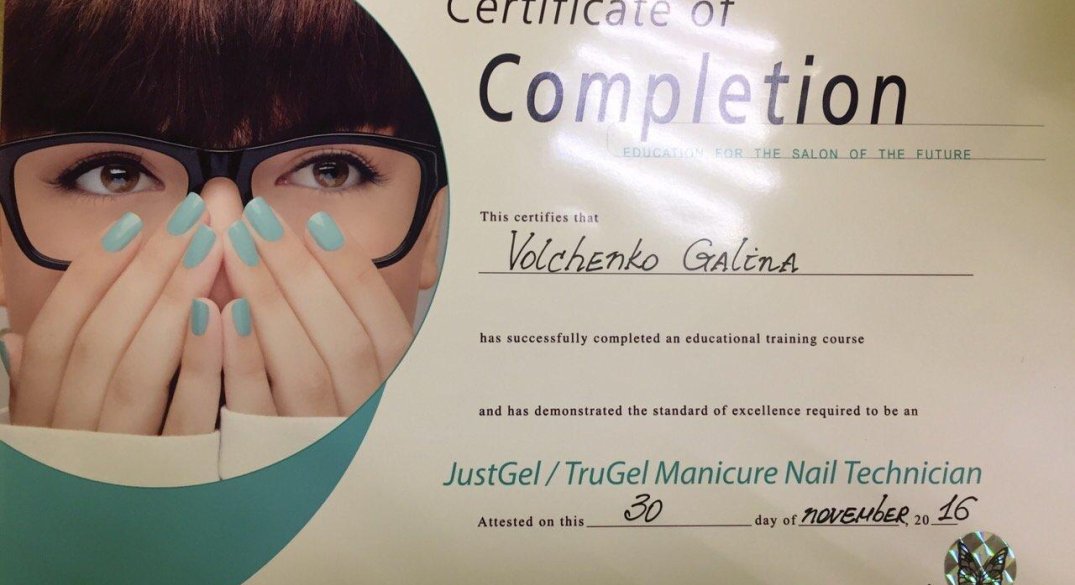 Certificate of
Completion
EDUCATION FOR THE SALON OF THE FUTURE
This certifies that
Volchenko Galina
has successfully completed an educational training course
and has demonstrated the standard of excellence required to be an
JustGel / TruGel Manicure Nail Technician
Attested on this 30 day of november, 20 16